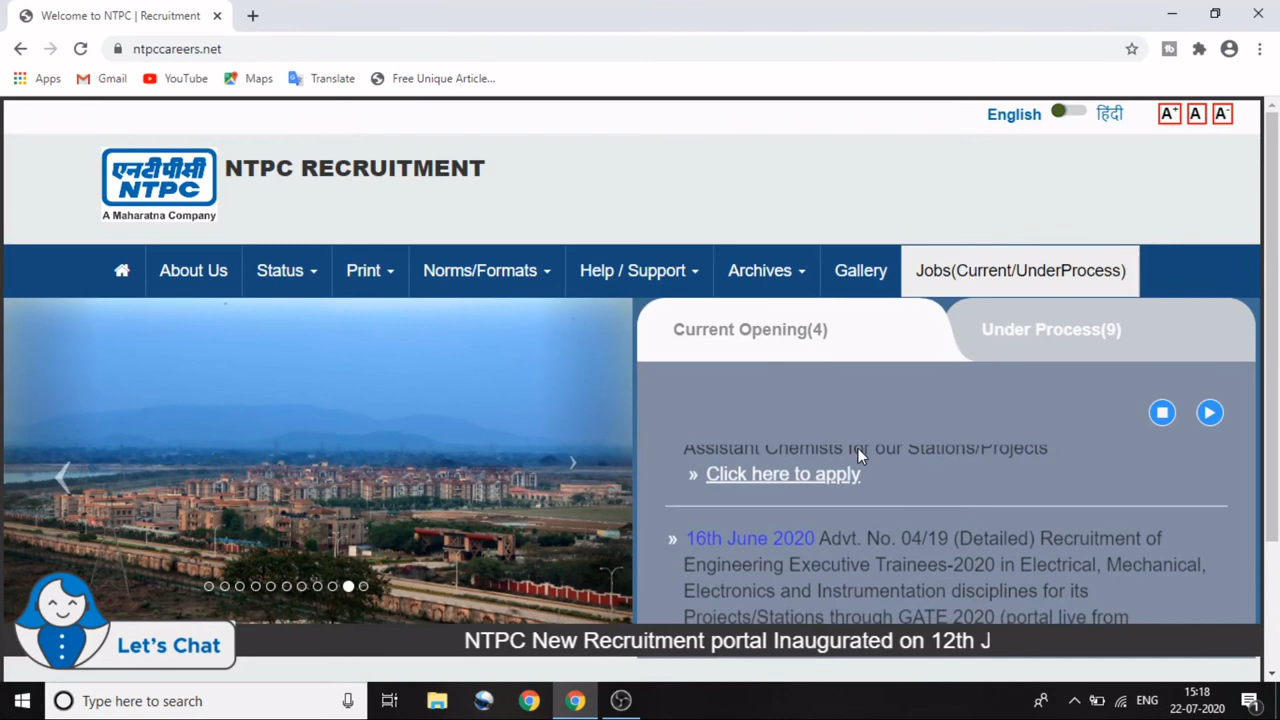 Welcome to NTPC | Recruitment
ntpccareers.net
Apps Gmail YouTube Maps Translate Free Unique Article...
English हिंदी A+ A A-
एनटीपीसी
NTPC
A Maharatna Company
NTPC RECRUITMENT
About Us Status Print Norms/Formats Help / Support Archives Gallery Jobs(Current/UnderProcess)
Current Opening(4) Under Process(9)
Assistant Chemists for our Stations/Projects
» Click here to apply
» 16th June 2020 Advt. No. 04/19 (Detailed) Recruitment of
Engineering Executive Trainees-2020 in Electrical, Mechanical,
Electronics and Instrumentation disciplines for its
Projects/Stations through GATE 2020 (portal live from
Let's Chat
NTPC New Recruitment portal Inaugurated on 12th J
Type here to search
ENG
15:18
22-07-2020
1